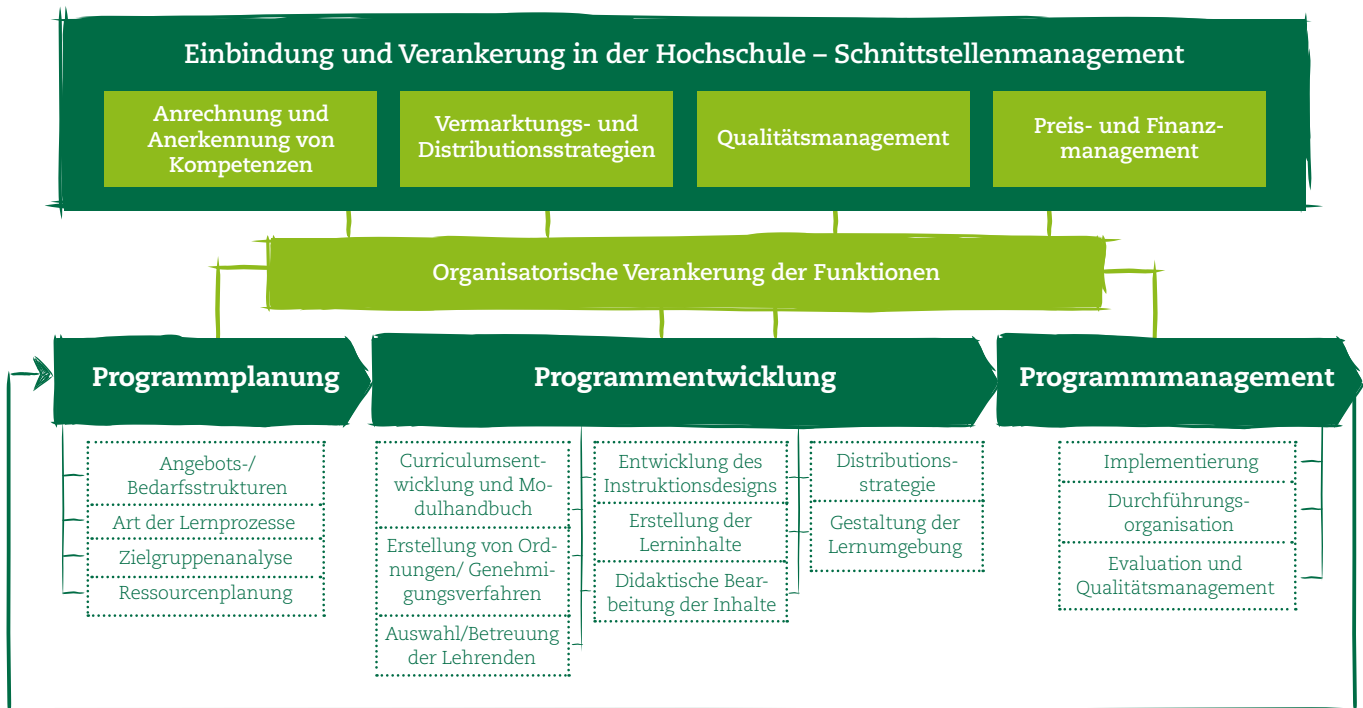 Einbindung und Verankerung in der Hochschule – Schnittstellenmanagement
Anrechnung und
Anerkennung von
Kompetenzen
Vermarktungs- und
Distributionsstrategien
Qualitätsmanagement
Preis- und Finanz-
management
Organisatorische Verankerung der Funktionen
Programmplanung
Programmentwicklung
Programmmanagement
Angebots-/
Bedarfsstrukturen
Art der Lernprozesse
Zielgruppenanalyse
Ressourcenplanung
Curriculumsent-
wicklung und Mo-
dulhandbuch
Erstellung von Ord-
nungen/ Genehmi-
gungsverfahren
Auswahl/Betreuung
der Lehrenden
Entwicklung des
Instruktionsdesigns
Erstellung der
Lerninhalte
Didaktische Bear-
beitung der Inhalte
Distributions-
strategie
Gestaltung der
Lernumgebung
Implementierung
Durchführungs-
organisation
Evaluation und
Qualitätsmanagement